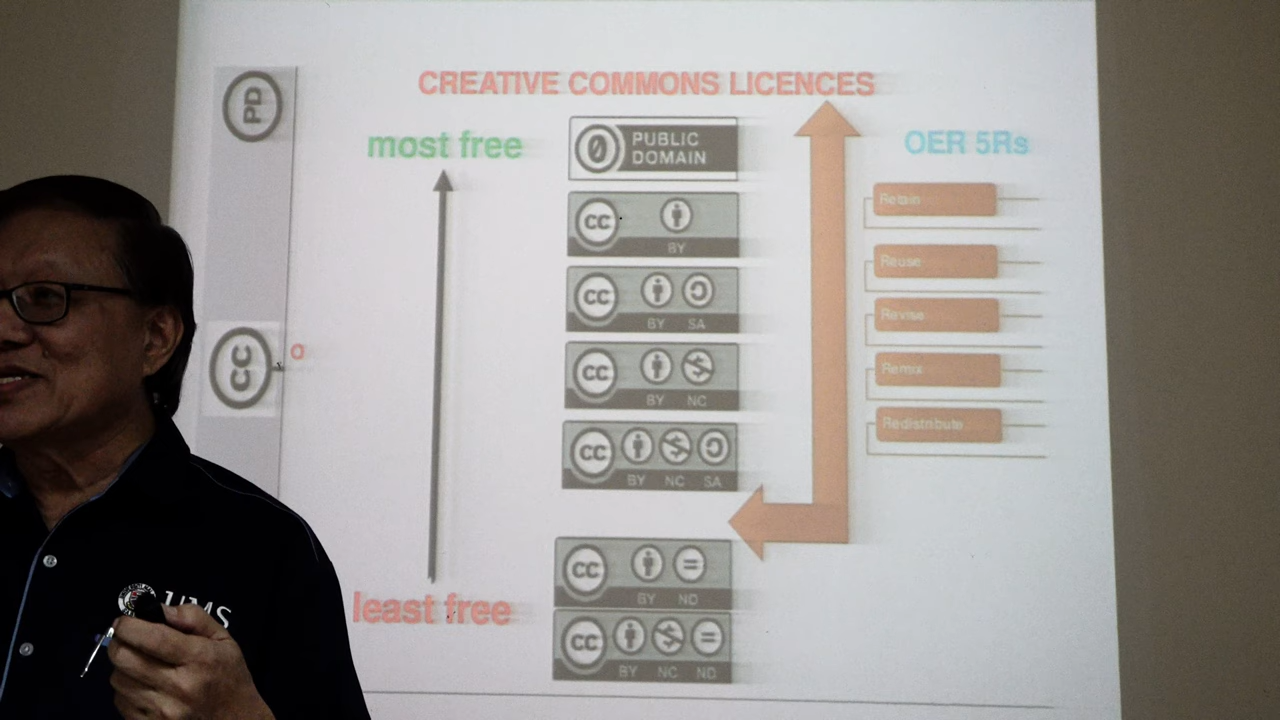 CREATIVE COMMONS LICENCES
PD
most free
0 PUBLIC
DOMAIN
OER 5Rs
Retain
cc
BY
Reuse
cc
BY SA
Revise
cc
a
cc
BY NC
Remix
cc
BY NC SA
Redistribute
cc
BY ND
least free
cc
BY NC ND
UMS